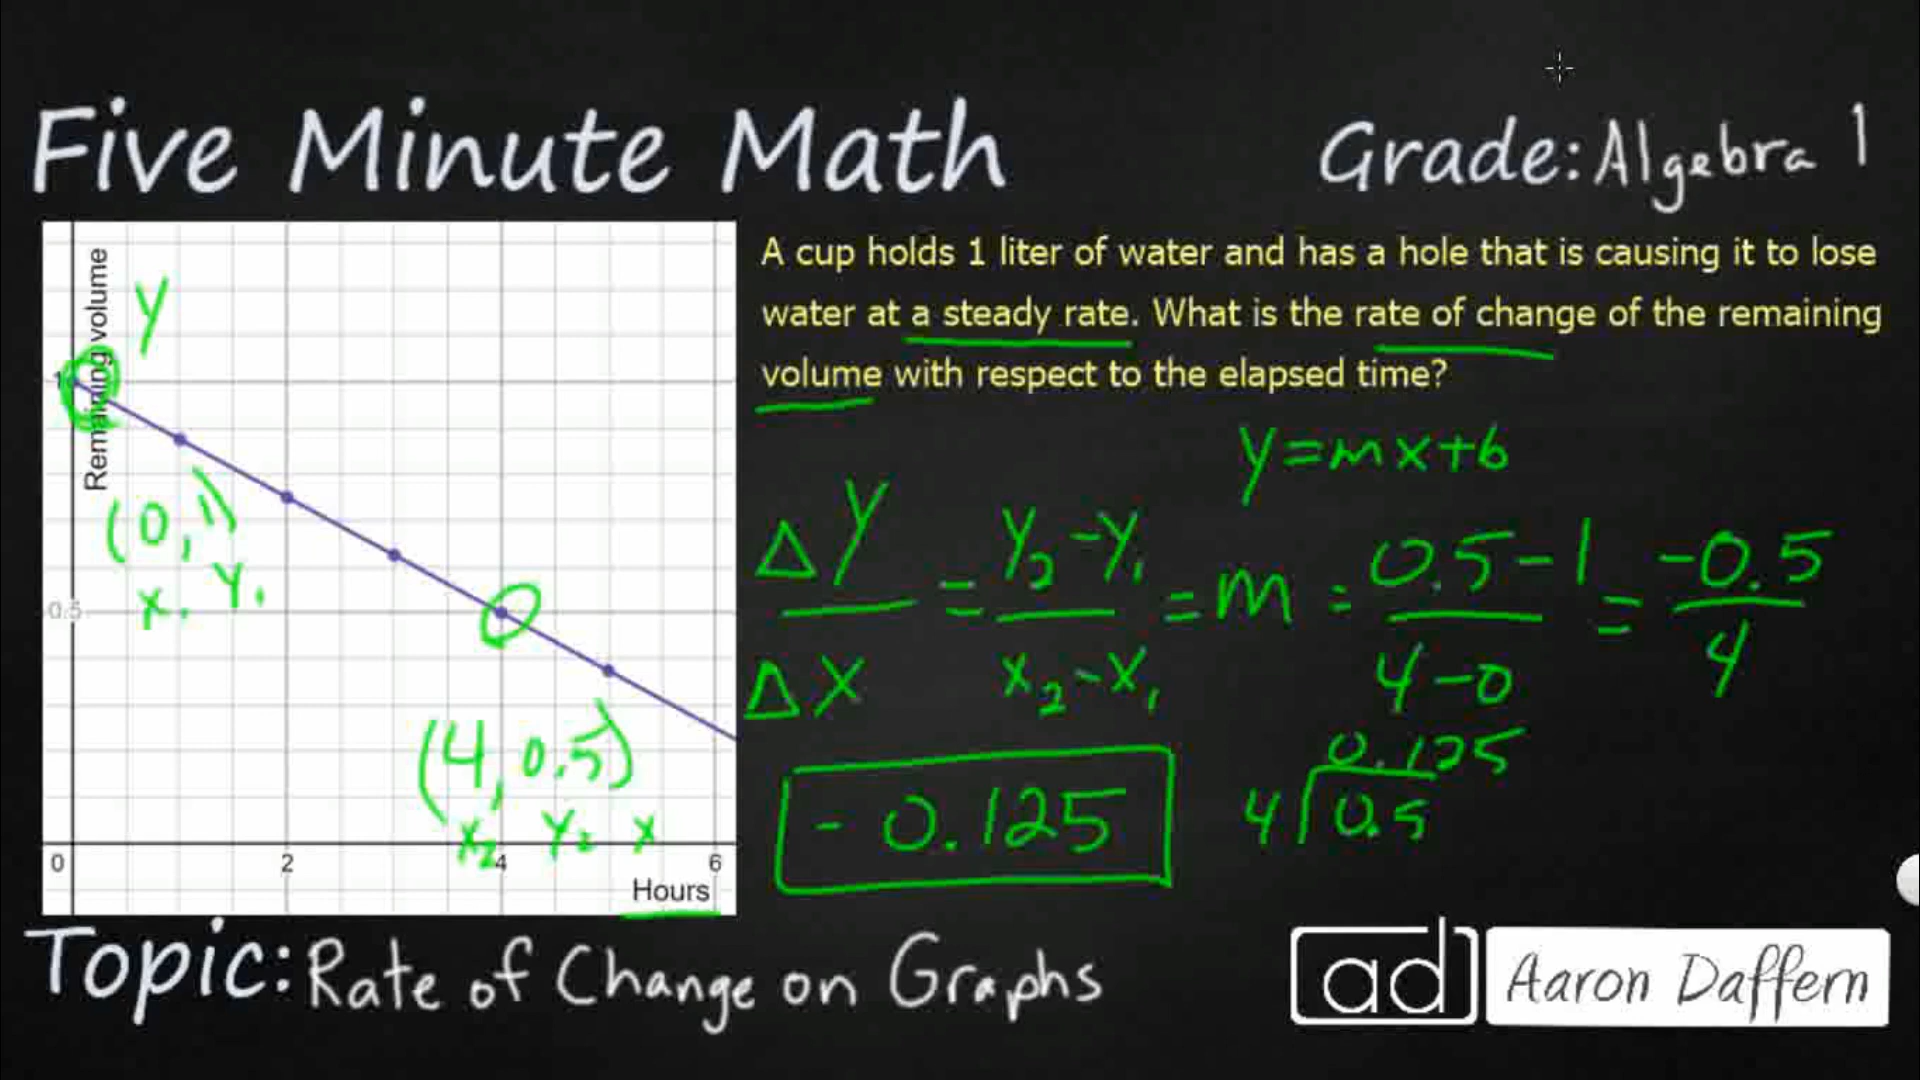 Five Minute Math
Grade: Algebra 1
Remaining volume
y
1
(0, 1)
x₁ y₁
0.5
(4, 0.5)
x₂ y₂ x
0 2 4 6
Hours
A cup holds 1 liter of water and has a hole that is causing it to lose
water at a steady rate. What is the rate of change of the remaining
volume with respect to the elapsed time?
y=mx+b
Δy/Δx = y₂-y₁/x₂-x₁ = m = 0.5-1/4-0 = -0.5/4
0.125
4 0.5
-0.125
Topic: Rate of Change on Graphs
ad Aaron Daffern